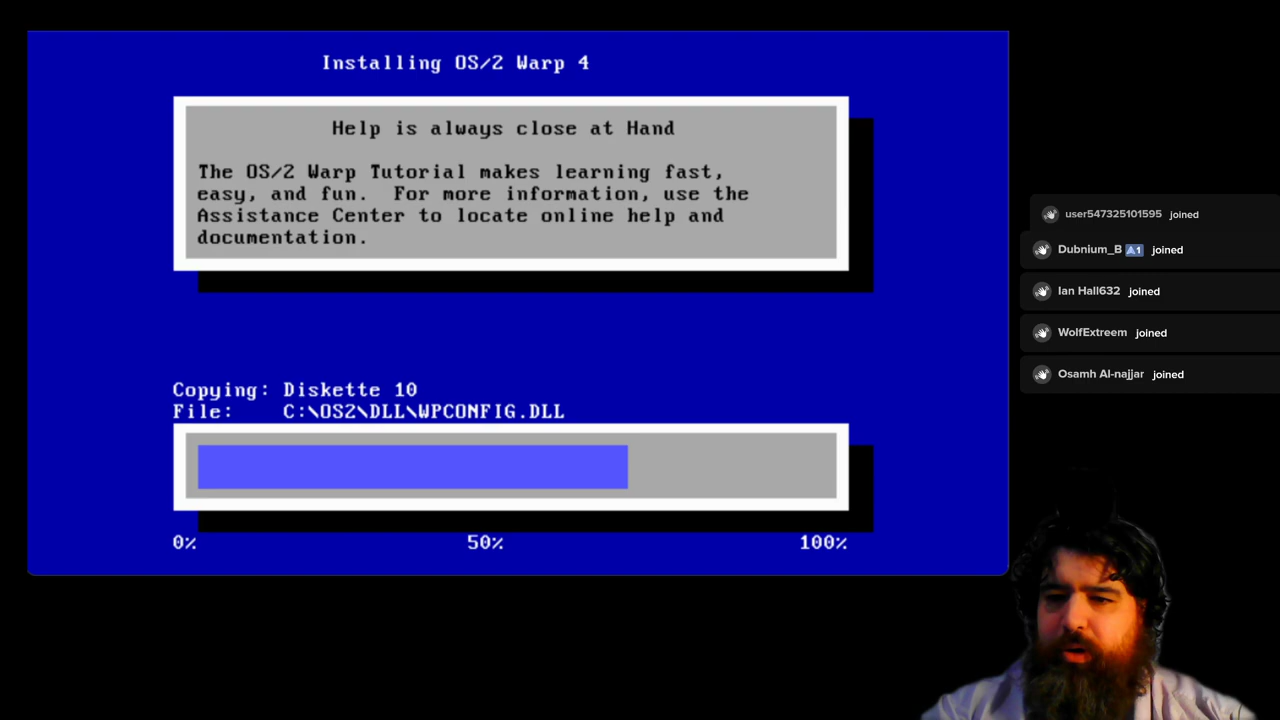 Installing OS/2 Warp 4
Help is always close at Hand
The OS/2 Warp Tutorial makes learning fast,
easy, and fun.  For more information, use the
Assistance Center to locate online help and
documentation.
Copying: Diskette 10
File:    C:\OS2\DLL\WPCONFIG.DLL
0% 50% 100%
user547325101595 joined
Dubnium_B 1 joined
Ian Hall632 joined
WolfExtreem joined
Osamh Al-najjar joined